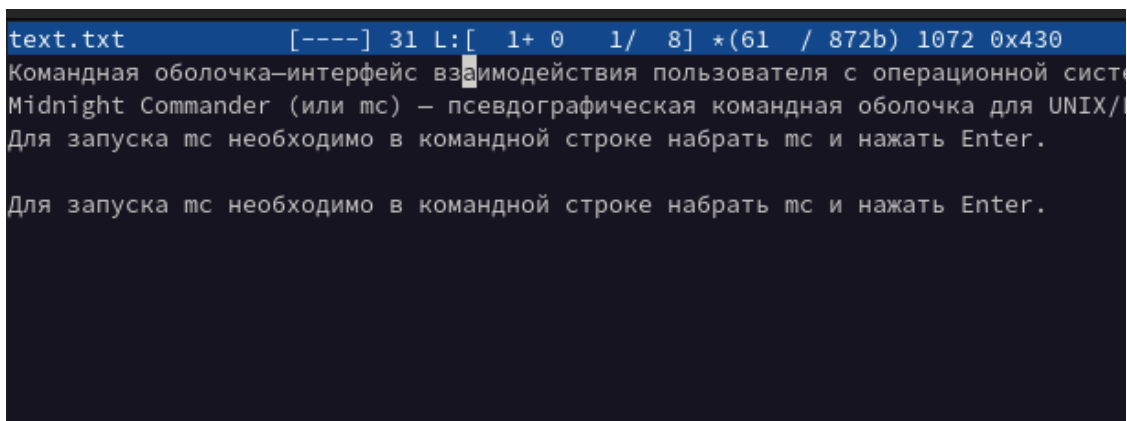 text.txt [----] 31 L:[ 1+ 0 1/ 8] *(61 / 872b) 1072 0x430
Командная оболочка—интерфейс взаимодействия пользователя с операционной сист
Midnight Commander (или mc) — псевдографическая командная оболочка для UNIX/
Для запуска mc необходимо в командной строке набрать mc и нажать Enter.
Для запуска mc необходимо в командной строке набрать mc и нажать Enter.